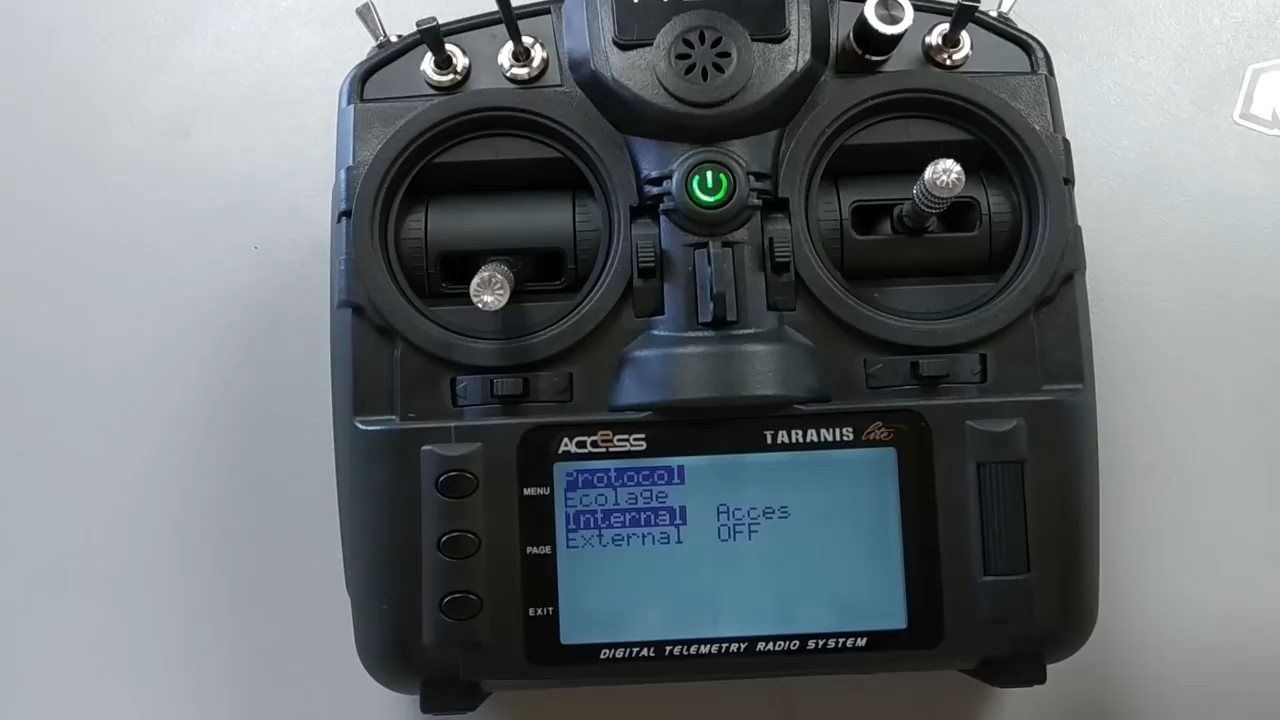 ACCESS
TARANIS lite
MENU
PAGE
EXIT
Protocol
Ecolage
Internal Acces
External OFF
DIGITAL TELEMETRY RADIO SYSTEM